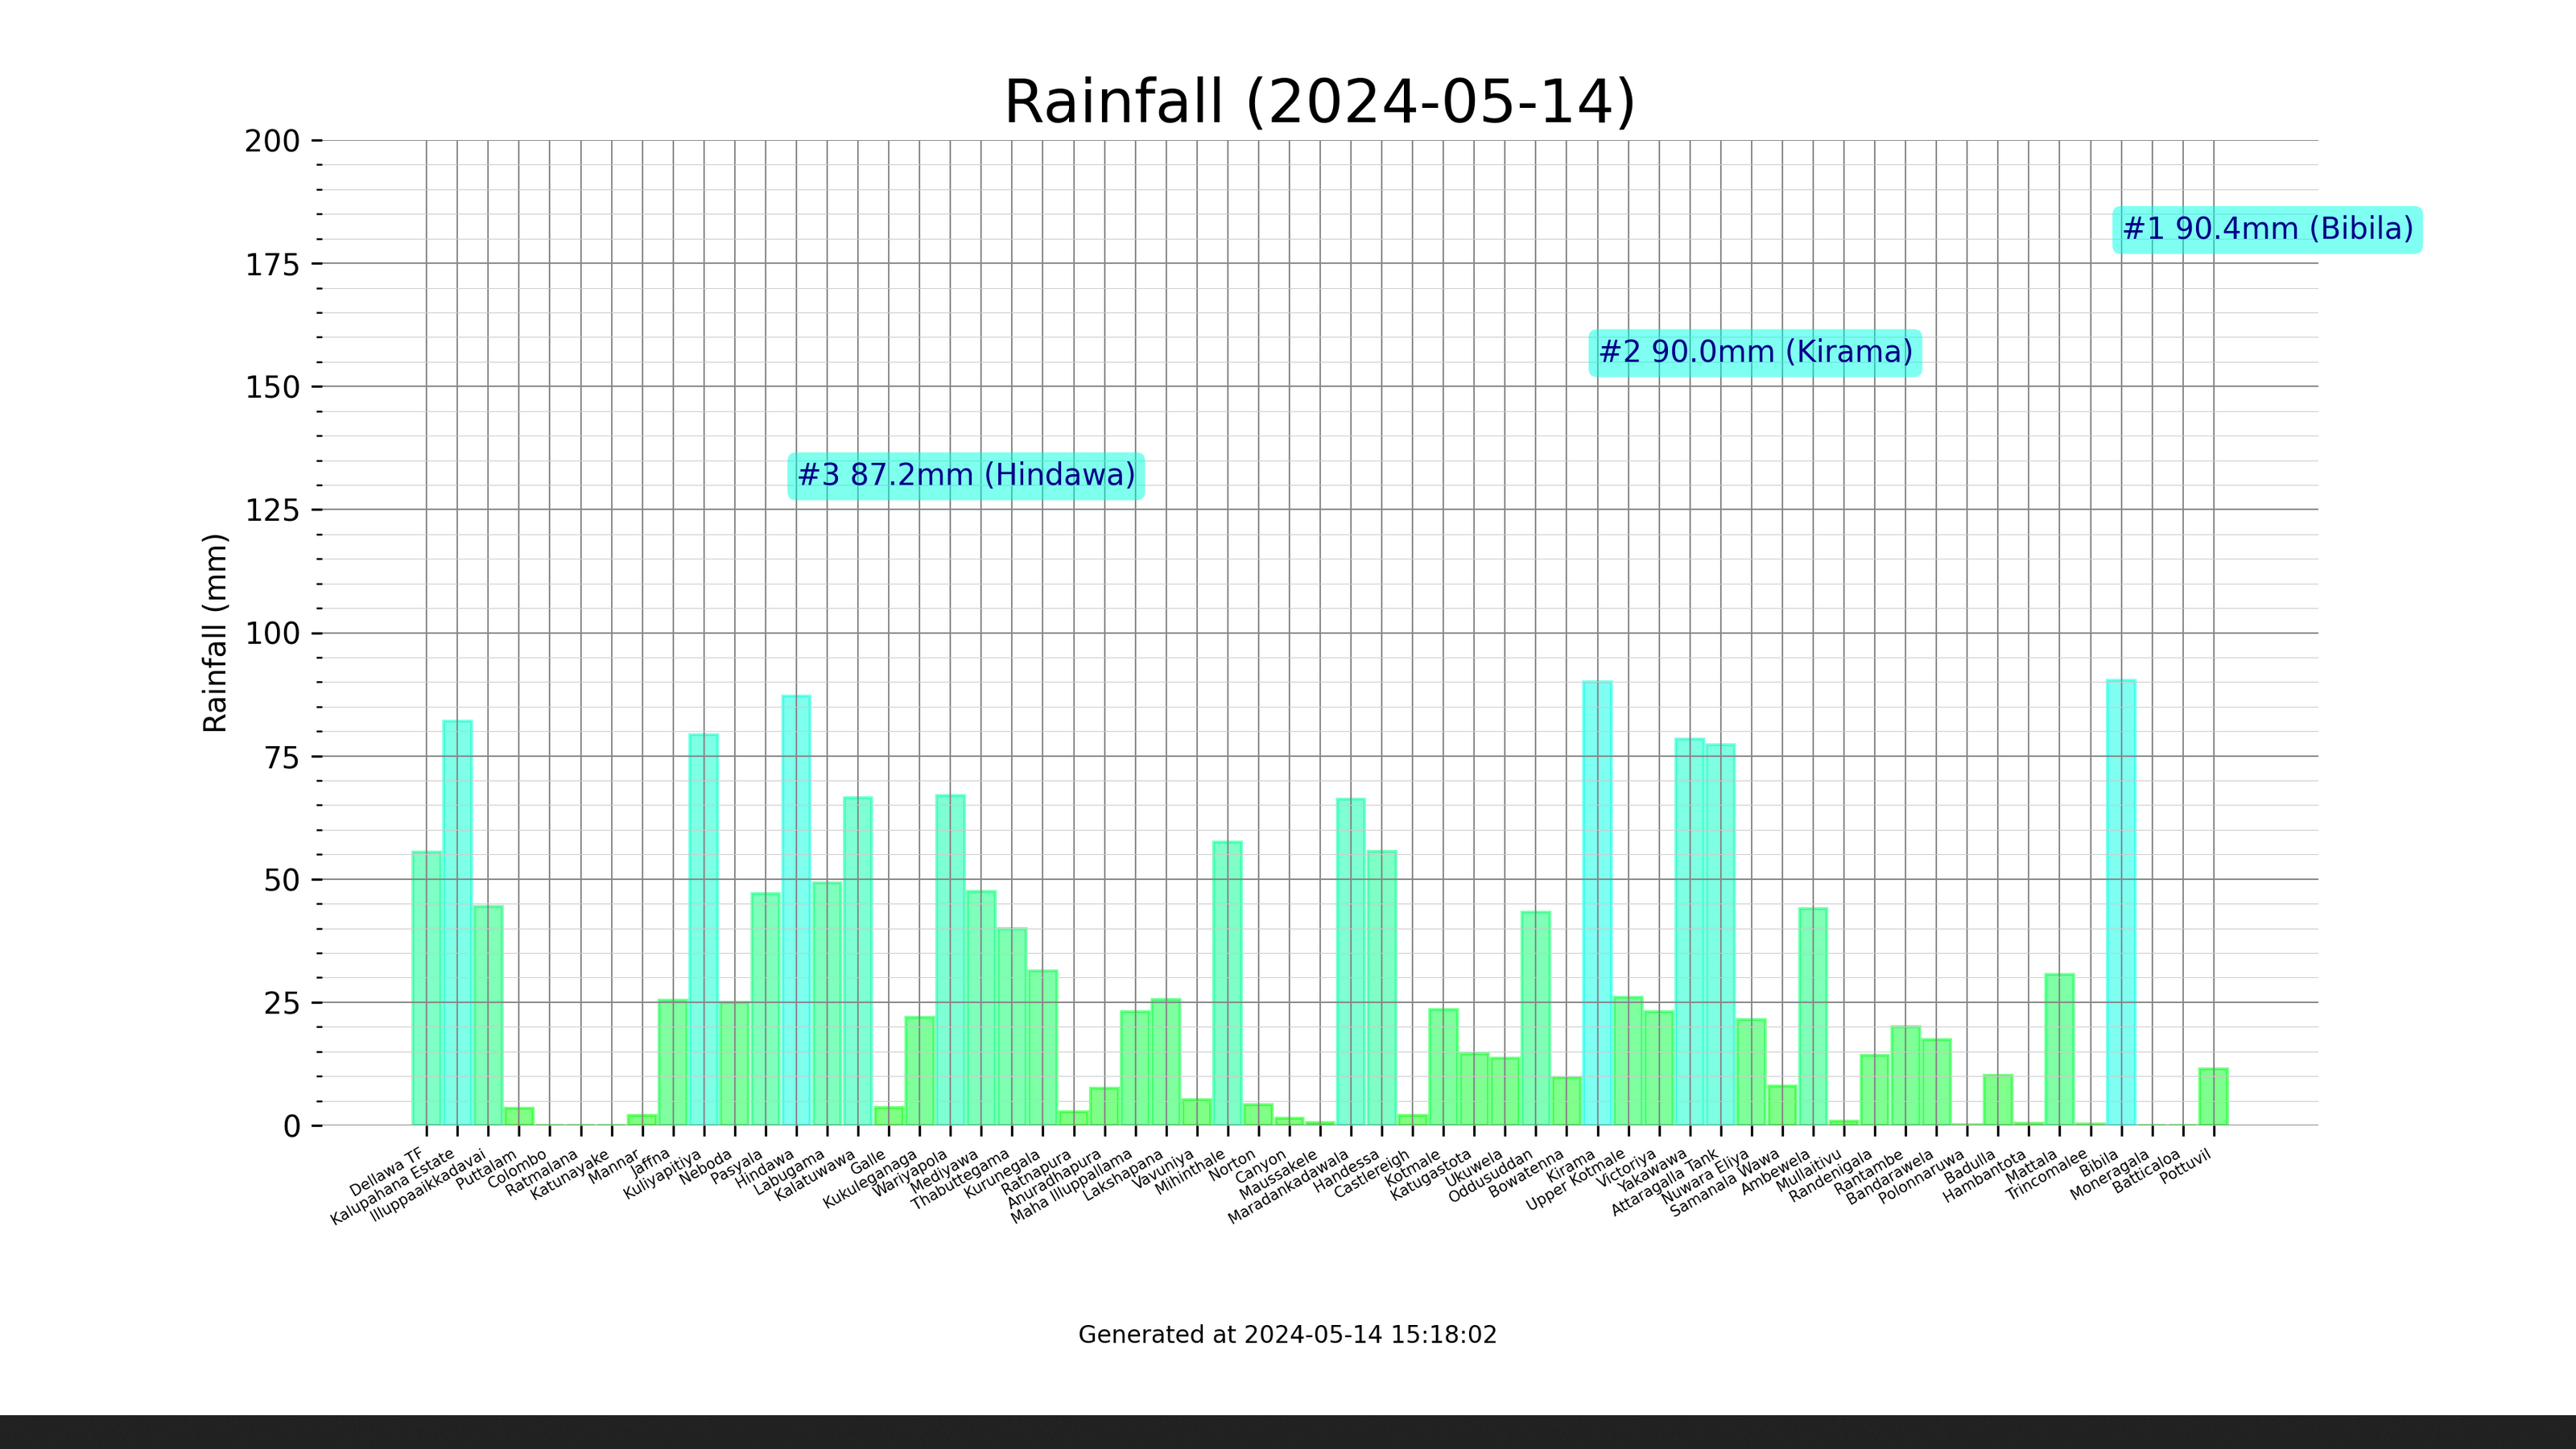 Rainfall (2024-05-14)
200
175
150
125
100
75
50
25
0
Rainfall (mm)
#1 90.4mm (Bibila)
#2 90.0mm (Kirama)
#3 87.2mm (Hindawa)
Dellawa TF
Kalupahana Estate
Illuppaaikkadavai
Puttalam
Colombo
Ratmalana
Katunayake
Mannar
Jaffna
Kuliyapitiya
Neboda
Pasyala
Hindawa
Labugama
Kalatuwawa
Galle
Kukuleganaga
Wariyapola
Mediyawa
Thabuttegama
Kurunegala
Ratnapura
Anuradhapura
Maha Illuppallama
Lakshapana
Vavuniya
Mihinthale
Norton
Canyon
Maussakele
Maradankadawala
Handessa
Castlereigh
Kotmale
Katugastota
Ukuwela
Oddusuddan
Bowatenna
Kirama
Upper Kotmale
Victoriya
Yakawawa
Attaragalla Tank
Nuwara Eliya
Samanala Wawa
Ambewela
Mullaitivu
Randenigala
Rantambe
Bandarawela
Polonnaruwa
Badulla
Hambantota
Mattala
Trincomalee
Bibila
Moneragala
Batticaloa
Pottuvil
Generated at 2024-05-14 15:18:02